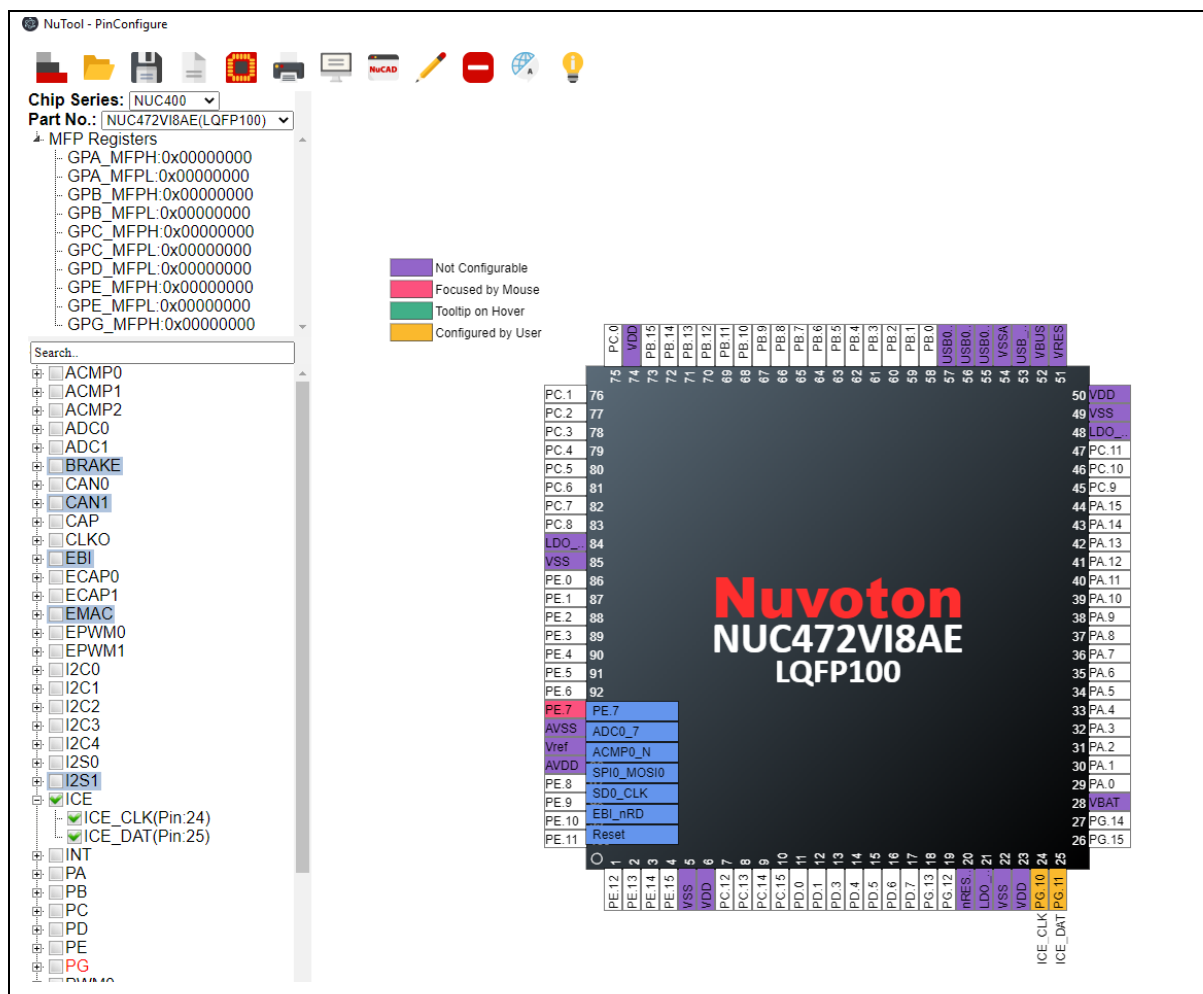 NuTool - PinConfigure
NuCAD
A
Chip Series: NUC400
Part No.: NUC472VI8AE(LQFP100)
MFP Registers
GPA_MFPH:0x00000000
GPA_MFPL:0x00000000
GPB_MFPH:0x00000000
GPB_MFPL:0x00000000
GPC_MFPH:0x00000000
GPC_MFPL:0x00000000
GPD_MFPL:0x00000000
GPE_MFPH:0x00000000
GPE_MFPL:0x00000000
GPG_MFPH:0x00000000
Search..
ACMP0
ACMP1
ACMP2
ADC0
ADC1
BRAKE
CAN0
CAN1
CAP
CLKO
EBI
ECAP0
ECAP1
EMAC
EPWM0
EPWM1
I2C0
I2C1
I2C2
I2C3
I2C4
I2S0
I2S1
ICE
ICE_CLK(Pin:24)
ICE_DAT(Pin:25)
INT
PA
PB
PC
PD
PE
PG
Not Configurable
Focused by Mouse
Tooltip on Hover
Configured by User
PC.0 VDD PB.15 PB.14 PB.13 PB.12 PB.11 PB.10 PB.9 PB.8 PB.7 PB.6 PB.5 PB.4 PB.3 PB.2 PB.1 PB.0 USB0.. USB0.. USB0.. VSSA USB_.. VBUS VRES
75 74 73 72 71 70 69 68 67 66 65 64 63 62 61 60 59 58 57 56 55 54 53 52 51
PC.1 76
PC.2 77
PC.3 78
PC.4 79
PC.5 80
PC.6 81
PC.7 82
PC.8 83
LDO_.. 84
VSS 85
PE.0 86
PE.1 87
PE.2 88
PE.3 89
PE.4 90
PE.5 91
PE.6 92
PE.7
AVSS
Vref
AVDD
PE.8
PE.9
PE.10
PE.11
PE.7
ADC0_7
ACMP0_N
SPI0_MOSI0
SD0_CLK
EBI_nRD
Reset
Nuvoton
NUC472VI8AE
LQFP100
50 VDD
49 VSS
48 LDO_..
47 PC.11
46 PC.10
45 PC.9
44 PA.15
43 PA.14
42 PA.13
41 PA.12
40 PA.11
39 PA.10
38 PA.9
37 PA.8
36 PA.7
35 PA.6
34 PA.5
33 PA.4
32 PA.3
31 PA.2
30 PA.1
29 PA.0
28 VBAT
27 PG.14
26 PG.15
1 2 3 4 5 6 7 8 9 10 11 12 13 14 15 16 17 18 19 20 21 22 23 24 25
PE.12 PE.13 PE.14 PE.15 VSS VDD PC.12 PC.13 PC.14 PC.15 PD.0 PD.1 PD.3 PD.4 PD.5 PD.6 PD.7 PG.13 PG.12 nRES.. LDO_.. VSS VDD PG.10 PG.11
ICE_CLK ICE_DAT